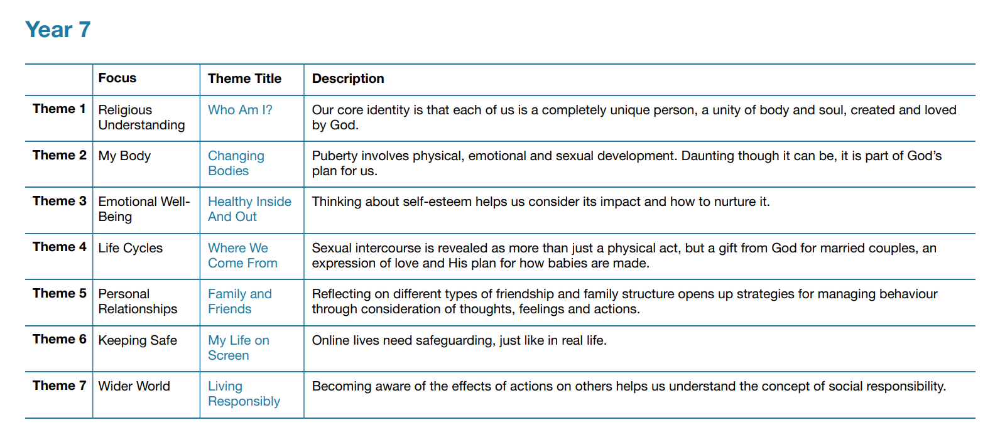 Year 7
Focus
Theme Title
Description
Theme 1
Religious
Understanding
Who Am I?
Our core identity is that each of us is a completely unique person, a unity of body and soul, created and loved
by God.
Theme 2
My Body
Changing
Bodies
Puberty involves physical, emotional and sexual development. Daunting though it can be, it is part of God’s
plan for us.
Theme 3
Emotional Well-
Being
Healthy Inside
And Out
Thinking about self-esteem helps us consider its impact and how to nurture it.
Theme 4
Life Cycles
Where We
Come From
Sexual intercourse is revealed as more than just a physical act, but a gift from God for married couples, an
expression of love and His plan for how babies are made.
Theme 5
Personal
Relationships
Family and
Friends
Reflecting on different types of friendship and family structure opens up strategies for managing behaviour
through consideration of thoughts, feelings and actions.
Theme 6
Keeping Safe
My Life on
Screen
Online lives need safeguarding, just like in real life.
Theme 7
Wider World
Living
Responsibly
Becoming aware of the effects of actions on others helps us understand the concept of social responsibility.